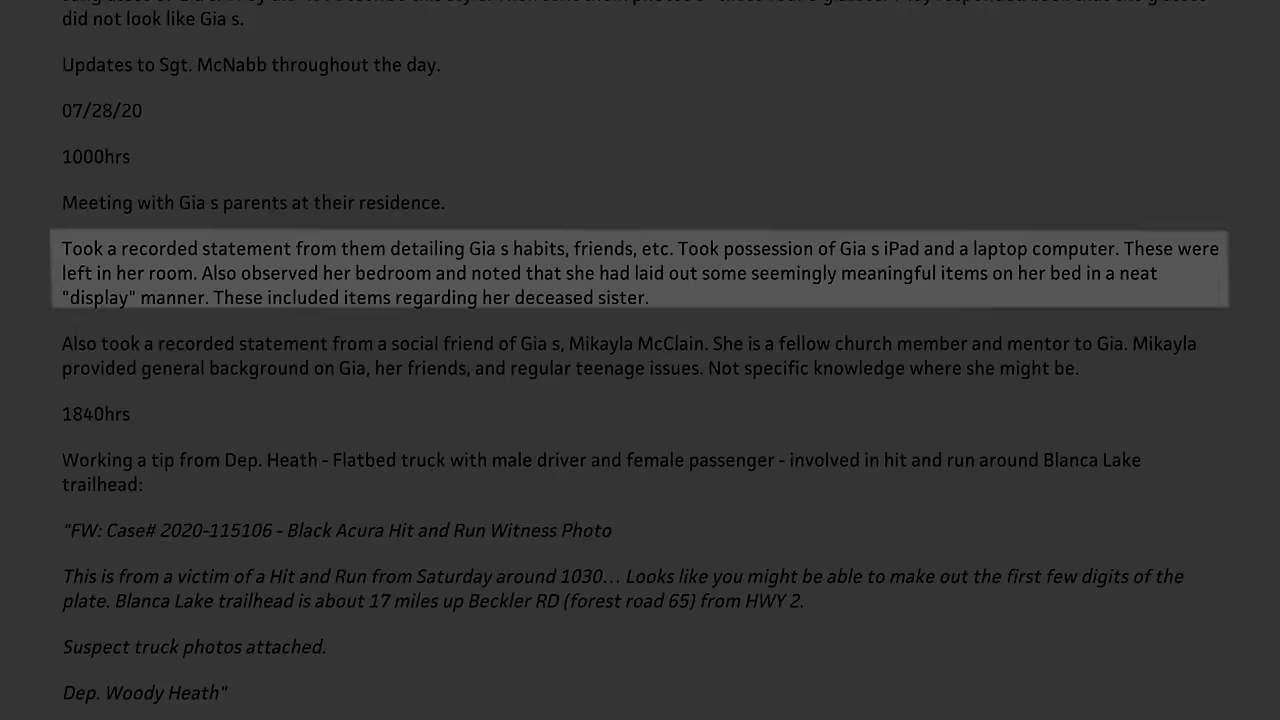 did not look like Gia s.
Updates to Sgt. McNabb throughout the day.
07/28/20
1000hrs
Meeting with Gia s parents at their residence.
Took a recorded statement from them detailing Gia s habits, friends, etc. Took possession of Gia s iPad and a laptop computer. These were
left in her room. Also observed her bedroom and noted that she had laid out some seemingly meaningful items on her bed in a neat
"display" manner. These included items regarding her deceased sister.
Also took a recorded statement from a social friend of Gia s, Mikayla McClain. She is a fellow church member and mentor to Gia. Mikayla
provided general background on Gia, her friends, and regular teenage issues. Not specific knowledge where she might be.
1840hrs
Working a tip from Dep. Heath - Flatbed truck with male driver and female passenger - involved in hit and run around Blanca Lake
trailhead:
"FW: Case# 2020-115106 - Black Acura Hit and Run Witness Photo
This is from a victim of a Hit and Run from Saturday around 1030... Looks like you might be able to make out the first few digits of the
plate. Blanca Lake trailhead is about 17 miles up Beckler RD (forest road 65) from HWY 2.
Suspect truck photos attached.
Dep. Woody Heath"